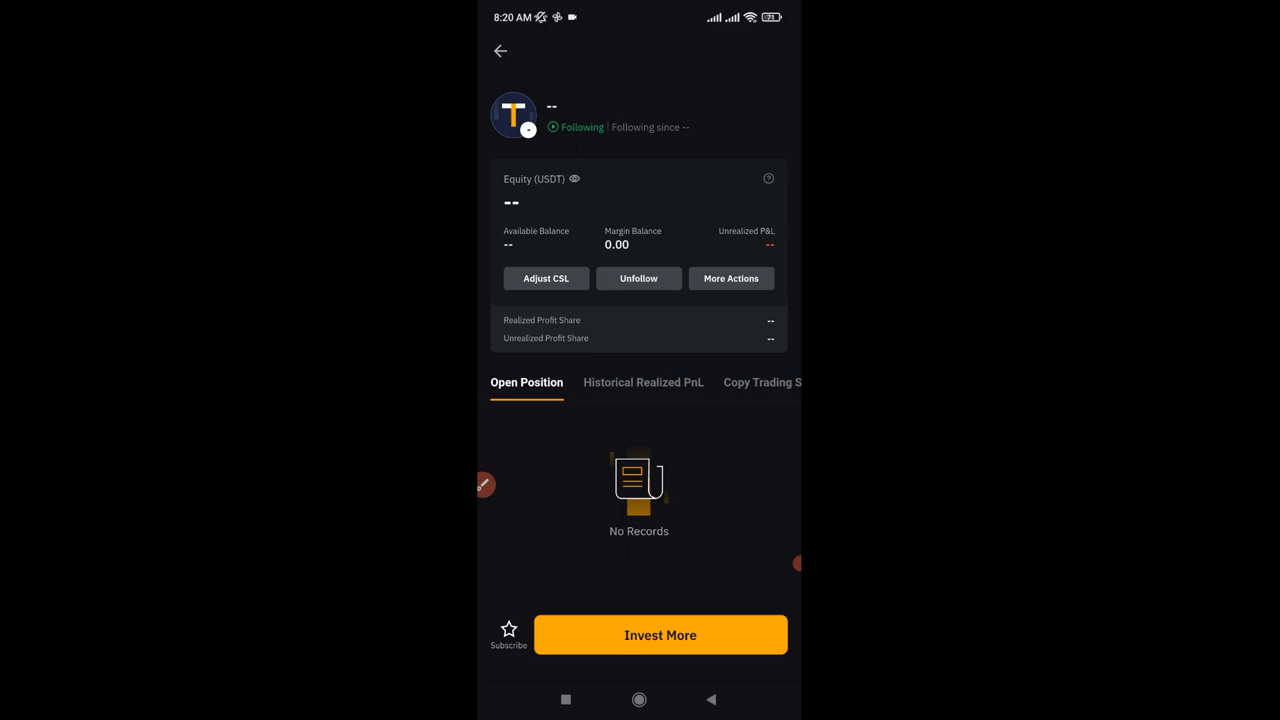 8:20 AM
71
T
--
-
Following | Following since --
Equity (USDT)
?
--
Available Balance Margin Balance Unrealized P&L
-- 0.00 --
Adjust CSL Unfollow More Actions
Realized Profit Share --
Unrealized Profit Share --
Open Position Historical Realized PnL Copy Trading S
No Records
Subscribe
Invest More